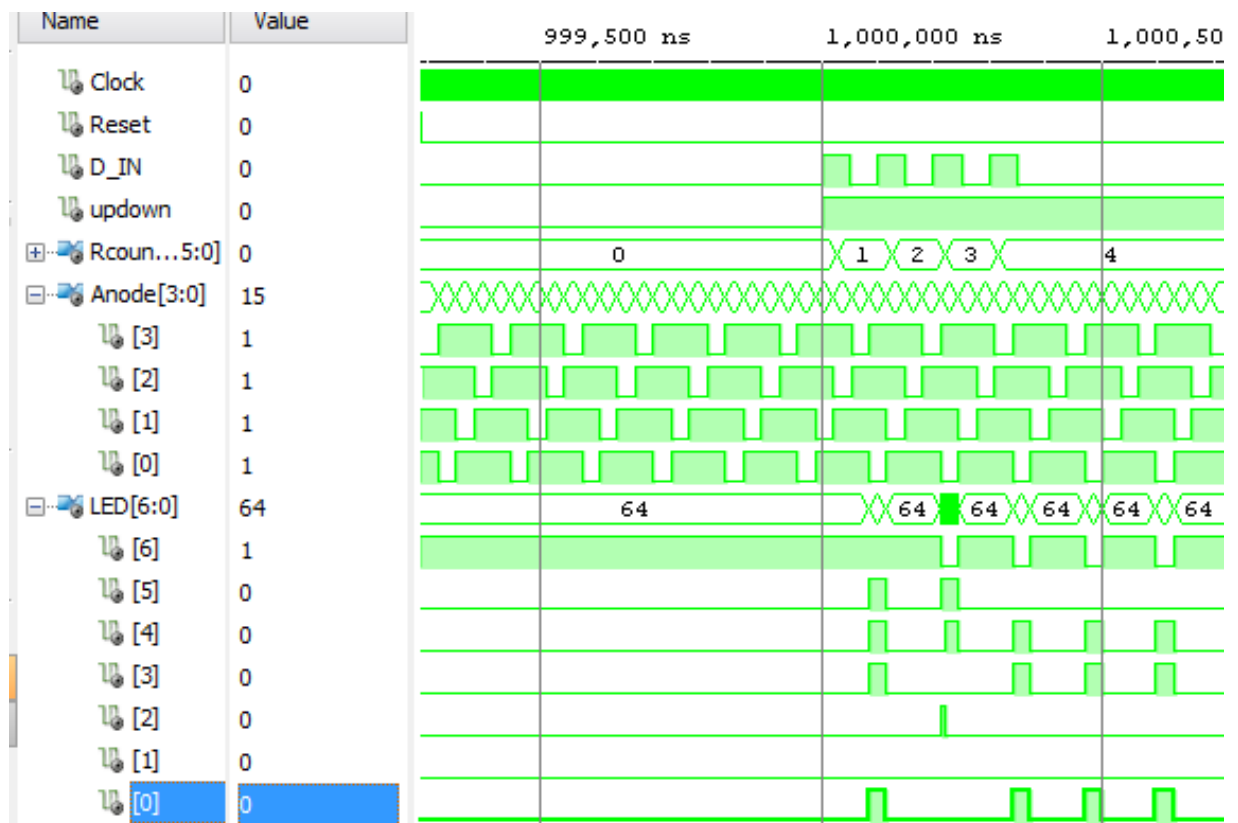 Name Value 999,500 ns 1,000,000 ns 1,000,50
Clock 0
Reset 0
D_IN 0
updown 0
Rcoun...5:0] 0 0 1 2 3 4
Anode[3:0] 15
[3] 1
[2] 1
[1] 1
[0] 1
LED[6:0] 64 64 64 64 64 64 64
[6] 1
[5] 0
[4] 0
[3] 0
[2] 0
[1] 0
[0] 0